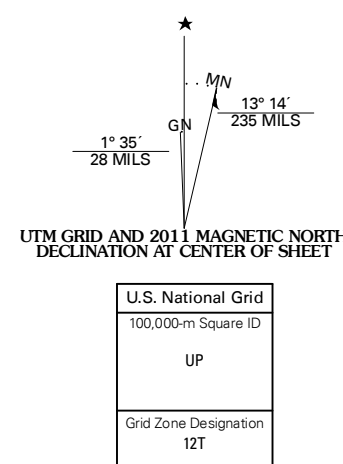 MN
GN
13° 14´
235 MILS
1° 35´
28 MILS
UTM GRID AND 2011 MAGNETIC NORTH
DECLINATION AT CENTER OF SHEET
U.S. National Grid
100,000-m Square ID
UP
Grid Zone Designation
12T